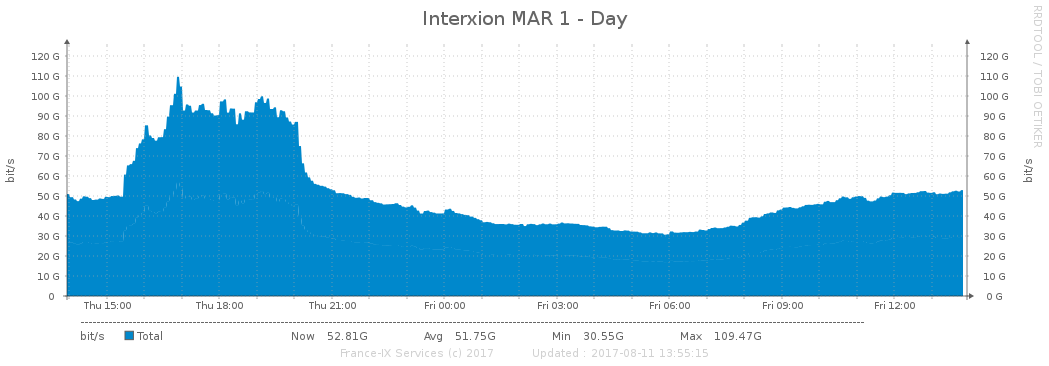 Interxion MAR 1 - Day
RRDTOOL / TOBI OETIKER
bit/s
bit/s
120 G 120 G
110 G 110 G
100 G 100 G
90 G 90 G
80 G 80 G
70 G 70 G
60 G 60 G
50 G 50 G
40 G 40 G
30 G 30 G
20 G 20 G
10 G 10 G
0 0 G
Thu 15:00 Thu 18:00 Thu 21:00 Fri 00:00 Fri 03:00 Fri 06:00 Fri 09:00 Fri 12:00
bit/s Total Now 52.81G Avg 51.75G Min 30.55G Max 109.47G
France-IX Services (c) 2017 Updated : 2017-08-11 13:55:15